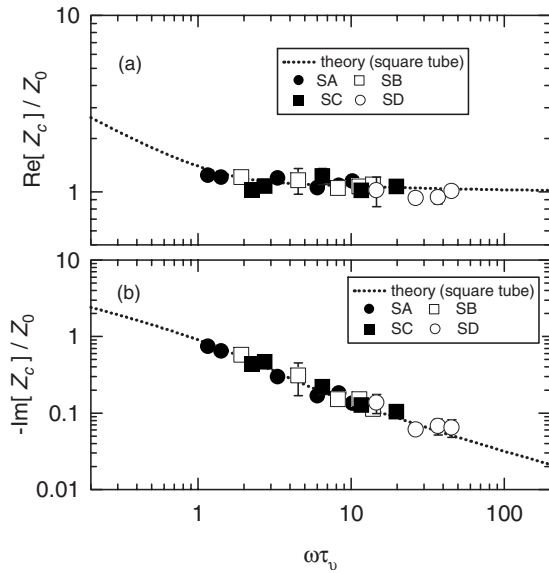 10
(a)
theory (square tube)
SA SB
SC SD
Re[ Z_c ] / Z_0
1
10
(b)
theory (square tube)
SA SB
SC SD
-Im[ Z_c ] / Z_0
1
0.1
0.01
1 10 100
ωτ_υ